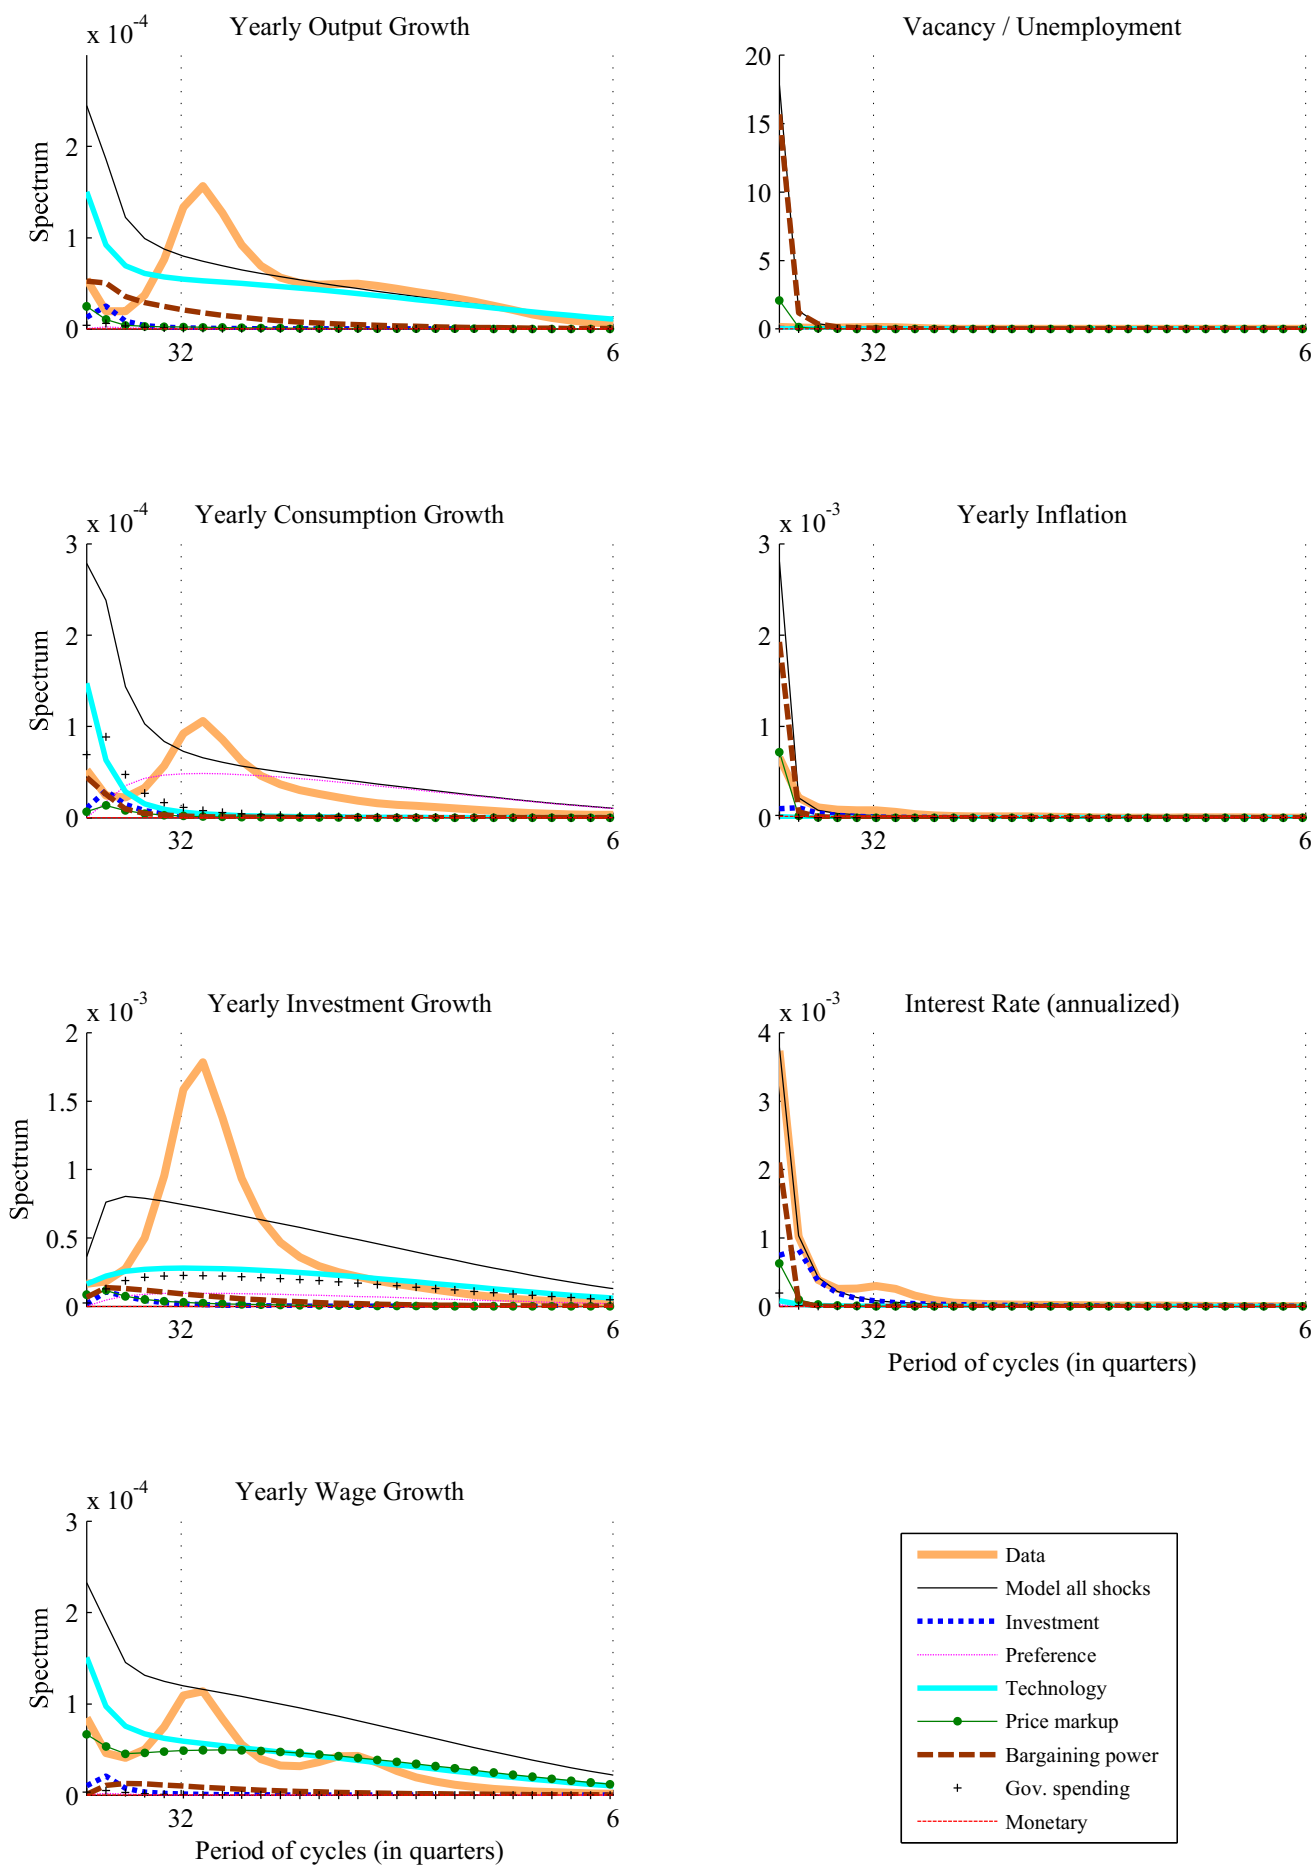 Yearly Output Growth
x 10^-4
Spectrum
2
1
0
32
6
Vacancy / Unemployment
20
15
10
5
0
32
6
Yearly Consumption Growth
x 10^-4
Spectrum
3
2
1
0
32
6
Yearly Inflation
x 10^-3
3
2
1
0
32
6
Yearly Investment Growth
x 10^-3
Spectrum
2
1.5
1
0.5
0
32
6
Interest Rate (annualized)
x 10^-3
4
3
2
1
0
32
6
Period of cycles (in quarters)
Yearly Wage Growth
x 10^-4
Spectrum
3
2
1
0
32
6
Period of cycles (in quarters)
Data
Model all shocks
Investment
Preference
Technology
Price markup
Bargaining power
Gov. spending
Monetary